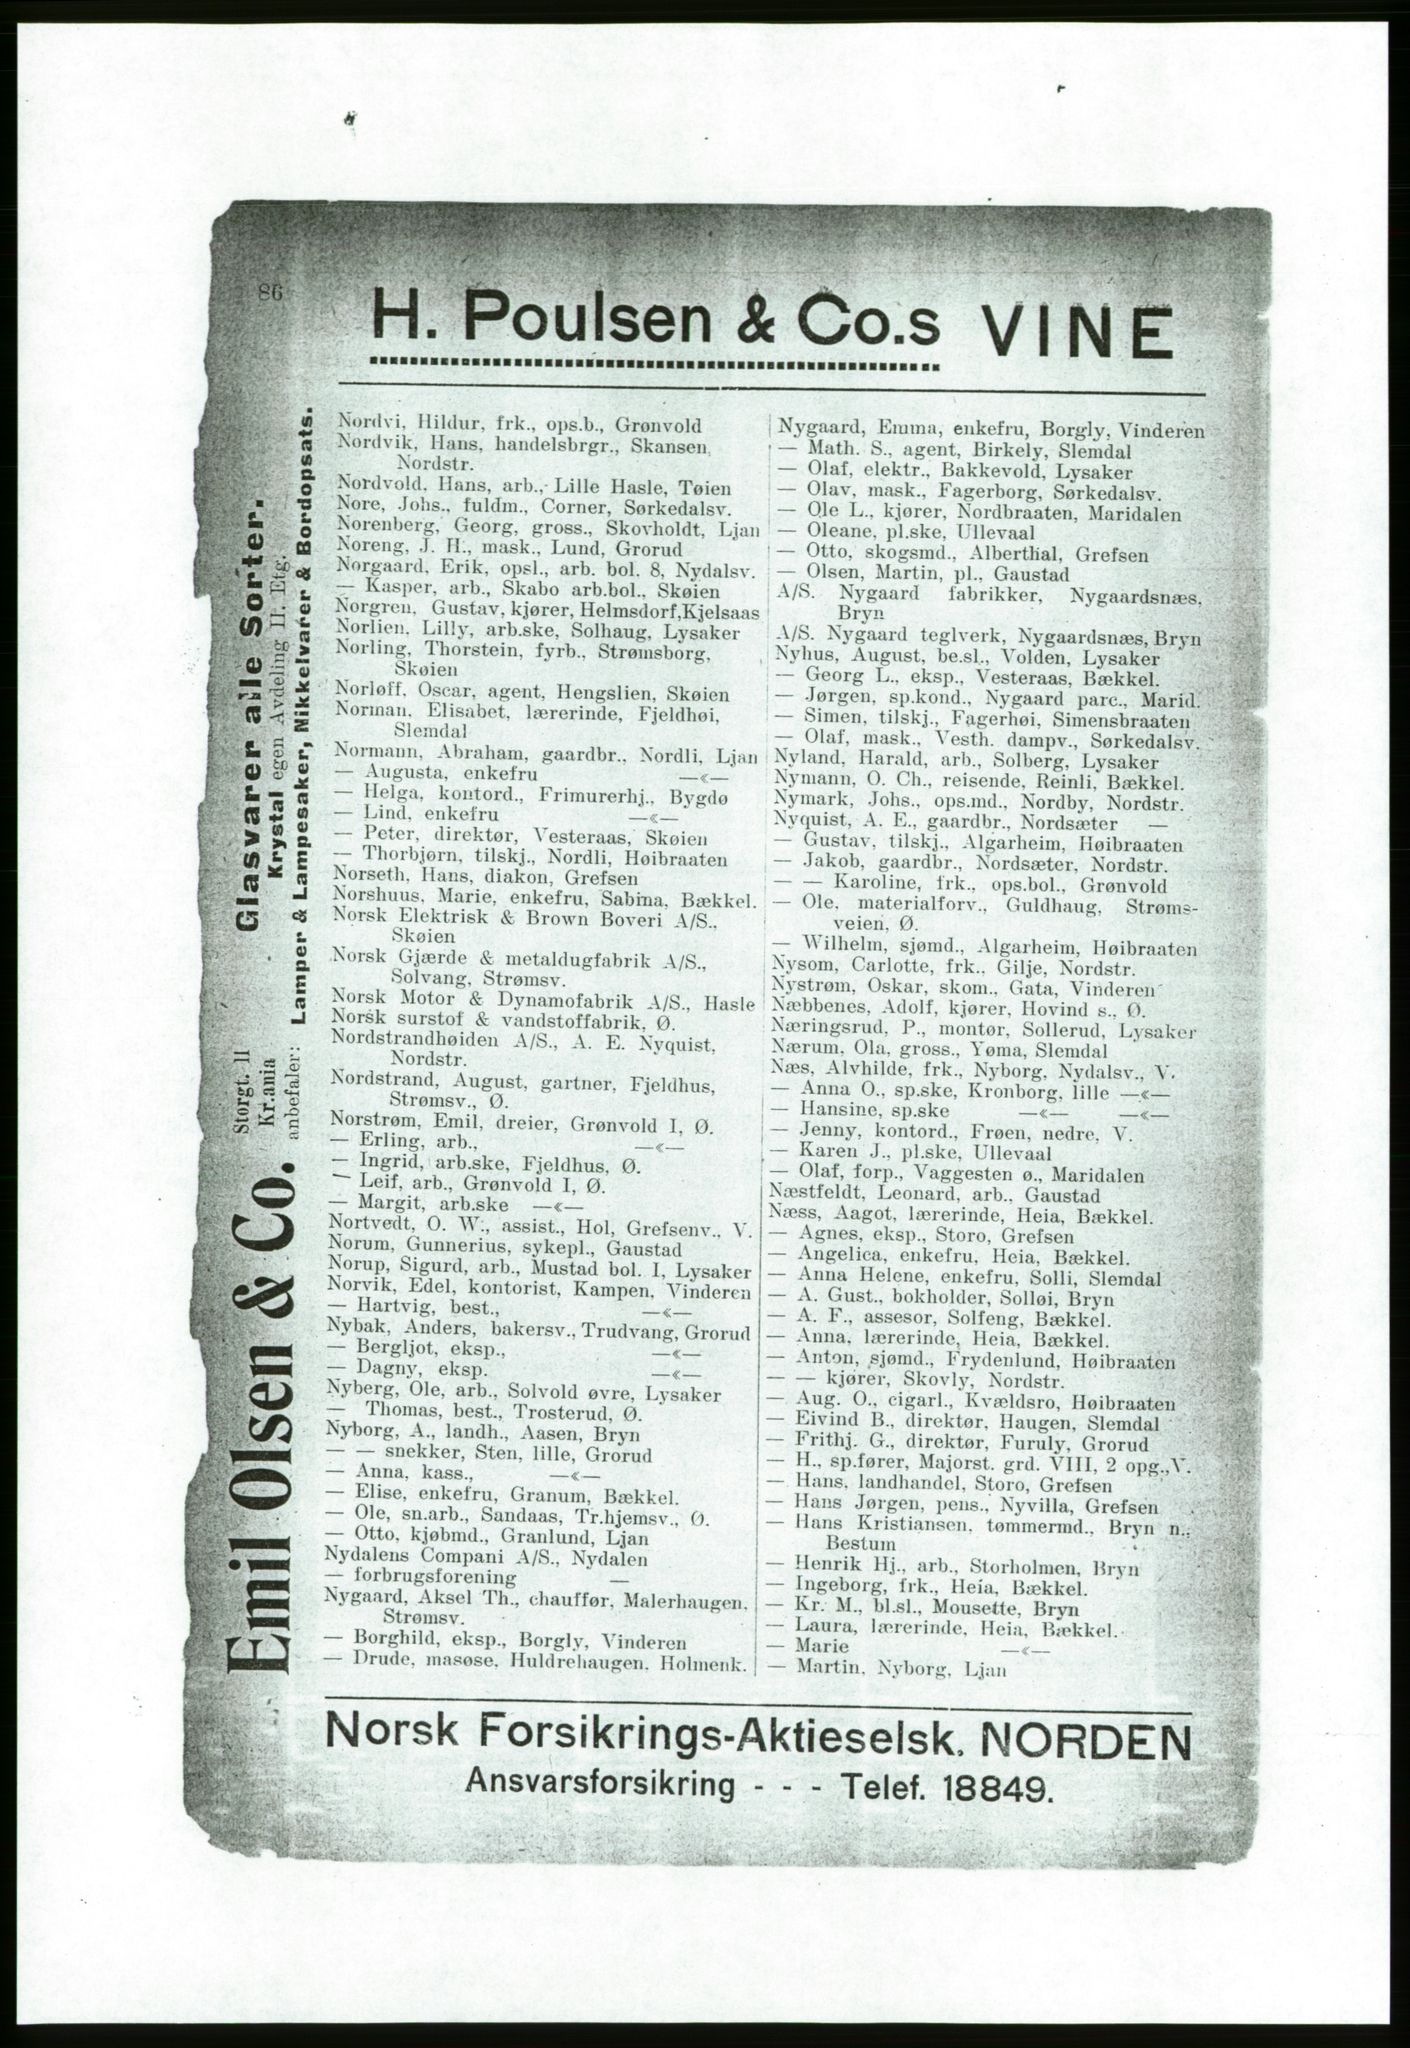 86
H. Poulsen & Co.s VINE
Emil Olsen & Co.
Storgt. 11
Kr.ania
anbefaler:
Glasvarer alle Sorter.
Krystal egen Avdeling II. Etg.
Lamper & Lampesaker, Nikkelvarer & Bordopsats.
Nordvi, Hildur, frk., ops.b., Grønvold
Nordvik, Hans, handelsbrgr., Skansen,
Nordstr.
Nordvold, Hans, arb., Lille Hasle, Tøien
Nore, Johs., fuldm., Corner, Sørkedalsv.
Norenberg, Georg, gross., Skovholdt, Ljan
Noreng, J. H., mask., Lund, Grorud
Norgaard, Erik, opsl., arb. bol. 8, Nydalsv.
— Kasper, arb., Skabo arb.bol., Skøien
Norgren, Gustav, kjører, Helmsdorf, Kjelsaas
Norlien, Lilly, arb.ske, Solhaug, Lysaker
Norling, Thorstein, fyrb., Strømsborg,
Skøien
Norløff, Oscar, agent, Hengslien, Skøien
Norman, Elisabet, lærerinde, Fjeldhøi,
Slemdal
Normann, Abraham, gaardbr., Nordli, Ljan
— Augusta, enkefru —«—
— Helga, kontord., Frimurerhj., Bygdø
— Lind, enkefru —«—
— Peter, direktør, Vesteraas, Skøien
— Thorbjørn, tilskj., Nordli, Høibraaten
Norseth, Hans, diakon, Grefsen
Norshuus, Marie, enkefru, Sabina, Bækkel.
Norsk Elektrisk & Brown Boveri A/S.,
Skøien
Norsk Gjærde & metaldugfabrik A/S.,
Solvang, Strømsv.
Norsk Motor & Dynamofabrik A/S., Hasle
Norsk surstof & vandstoffabrik, Ø.
Nordstrandhøiden A/S., A. E. Nyquist,
Nordstr.
Nordstrand, August, gartner, Fjeldhus,
Strømsv., Ø.
Norstrøm, Emil, dreier, Grønvold I, Ø.
— Erling, arb., —«—
— Ingrid, arb.ske, Fjeldhus, Ø.
— Leif, arb., Grønvold I, Ø.
— Margit, arb.ske —«—
Nortvedt, O. W., assist., Hol, Grefsenv., V.
Norum, Gunnerius, sykepl., Gaustad
Norup, Sigurd, arb., Mustad bol. I, Lysaker
Norvik, Edel, kontorist, Kampen, Vinderen
— Hartvig, best., —«—
Nybak, Anders, bakersv., Trudvang, Grorud
— Bergljot, eksp., —«—
— Dagny, eksp. —«—
Nyberg, Ole, arb., Solvold øvre, Lysaker
— Thomas, best., Trosterud, Ø.
Nyborg, A., landh., Aasen, Bryn
— — snekker, Sten, lille, Grorud
— Anna, kass., —«—
— Elise, enkefru, Granum, Bækkel.
— Ole, sn.arb., Sandaas, Tr.hjemsv., Ø.
— Otto, kjøbmd., Granlund, Ljan
Nydalens Compani A/S., Nydalen
— forbrugsforening —
Nygaard, Aksel Th., chauffør, Malerhaugen,
Strømsv.
— Borghild, eksp., Borgly, Vinderen
— Drude, masøse, Huldrehaugen, Holmenk.
Nygaard, Emma, enkefru, Borgly, Vinderen
— Math. S., agent, Birkely, Slemdal
— Olaf, elektr., Bakkevold, Lysaker
— Olav, mask., Fagerborg, Sørkedalsv.
— Ole L., kjører, Nordbraaten, Maridalen
— Oleane, pl.ske, Ullevaal
— Otto, skogsmd., Alberthal, Grefsen
— Olsen, Martin, pl., Gaustad
A/S. Nygaard fabrikker, Nygaardsnæs,
Bryn
A/S. Nygaard teglverk, Nygaardsnæs, Bryn
Nyhus, August, be.sl., Volden, Lysaker
— Georg L., eksp., Vesteraas, Bækkel.
— Jørgen, sp.kond., Nygaard parc., Marid.
— Simen, tilskj., Fagerhøi, Simensbraaten
— Olaf, mask., Vesth. dampv., Sørkedalsv.
Nyland, Harald, arb., Solberg, Lysaker
Nymann, O. Ch., reisende, Reinli, Bækkel.
Nymark, Johs., ops.md., Nordby, Nordstr.
Nyquist, A. E., gaardbr., Nordsæter —
— Gustav, tilskj., Algarheim, Høibraaten
— Jakob, gaardbr., Nordsæter, Nordstr.
— — Karoline, frk., ops.bol., Grønvold
— Ole, materialforv., Guldhaug, Strøms-
veien, Ø.
— Wilhelm, sjømd., Algarheim, Høibraaten
Nysom, Carlotte, frk., Gilje, Nordstr.
Nystrøm, Oskar, skom., Gata, Vinderen
Næbbenes, Adolf, kjører, Hovind s., Ø.
Næringsrud, P., montør, Sollerud, Lysaker
Nærum, Ola, gross., Yøma, Slemdal
Næs, Alvhilde, frk., Nyborg, Nydalsv., V.
— Anna O., sp.ske, Kronborg, lille —«—
— Hansine, sp.ske —«— —«—
— Jenny, kontord., Frøen, nedre, V.
— Karen J., pl.ske, Ullevaal
— Olaf, forp., Vaggesten ø., Maridalen
Næstfeldt, Leonard, arb., Gaustad
Næss, Aagot, lærerinde, Heia, Bækkel.
— Agnes, eksp., Storo, Grefsen
— Angelica, enkefru, Heia, Bækkel.
— Anna Helene, enkefru, Solli, Slemdal
— A. Gust., bokholder, Solløi, Bryn
— A. F., assesor, Solfeng, Bækkel.
— Anna, lærerinde, Heia, Bækkel.
— Anton, sjømd., Frydenlund, Høibraaten
— — kjører, Skovly, Nordstr.
— Aug. O., cigarl., Kvældsro, Høibraaten
— Eivind B., direktør, Haugen, Slemdal
— Frithj. G., direktør, Furuly, Grorud
— H., sp.fører, Majorst. grd. VIII, 2 opg., V.
— Hans, landhandel, Storo, Grefsen
— Hans Jørgen, pens., Nyvilla, Grefsen
— Hans Kristiansen, tømmermd., Bryn n.,
Bestum
— Henrik Hj., arb., Storholmen, Bryn
— Ingeborg, frk., Heia, Bækkel.
— Kr. M., bl.sl., Mousette, Bryn
— Laura, lærerinde, Heia, Bækkel.
— Marie —«—
— Martin, Nyborg, Ljan
Norsk Forsikrings-Aktieselsk. NORDEN
Ansvarsforsikring - - - Telef. 18849.